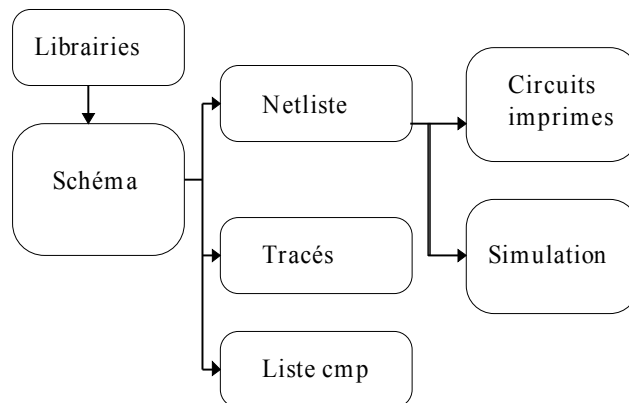 Librairies
Schéma
Netliste
Tracés
Liste cmp
Circuits
imprimes
Simulation